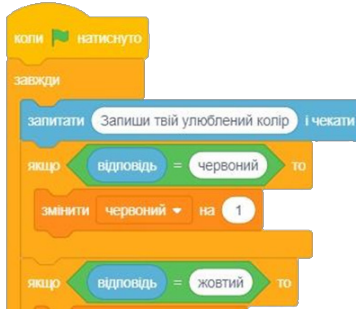 коли натиснуто
завжди
запитати Запиши твій улюблений колір і чекати
якщо відповідь = червоний то
змінити червоний на 1
якщо відповідь = жовтий то